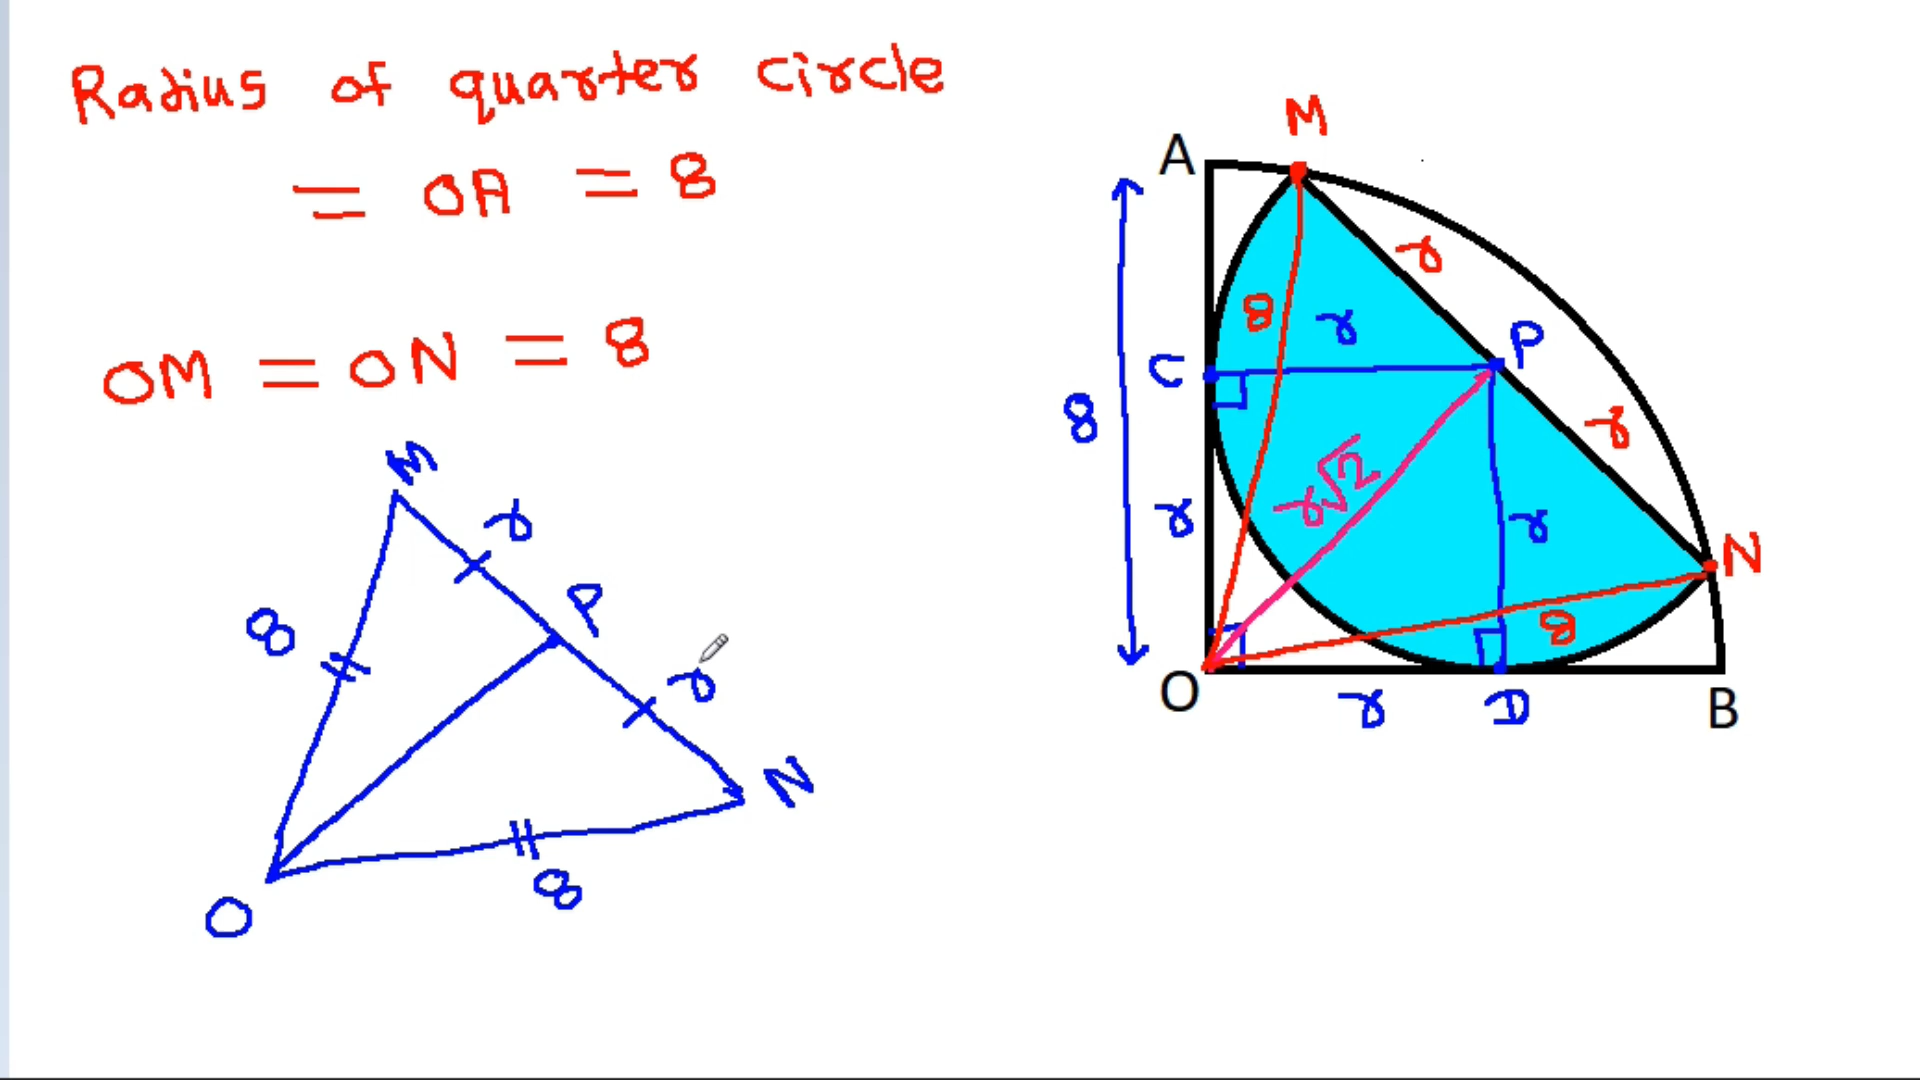 Radius of quarter circle
= OA = 8
OM = ON = 8
M
r
8
P
r
N
8
O
M
A
r
8
r
P
C
8
r
r√2
r
r
N
8
O
r
D
B